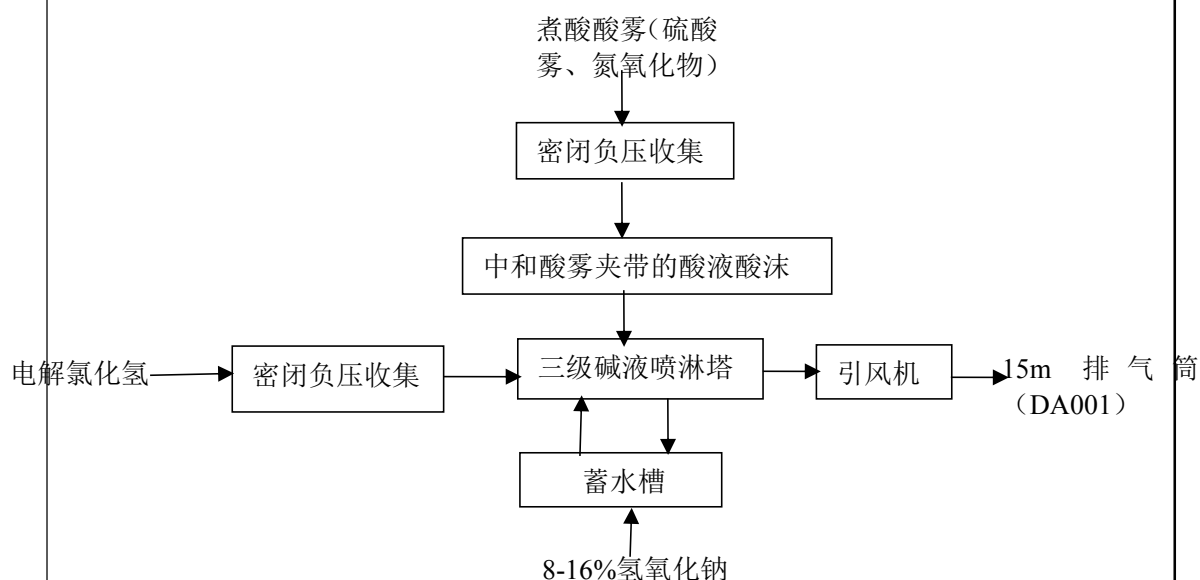 煮酸酸雾（硫酸
雾、氮氧化物）
密闭负压收集
中和酸雾夹带的酸液酸沫
电解氯化氢
密闭负压收集
三级碱液喷淋塔
引风机
15m 排气筒
（DA001）
蓄水槽
8-16%氢氧化钠